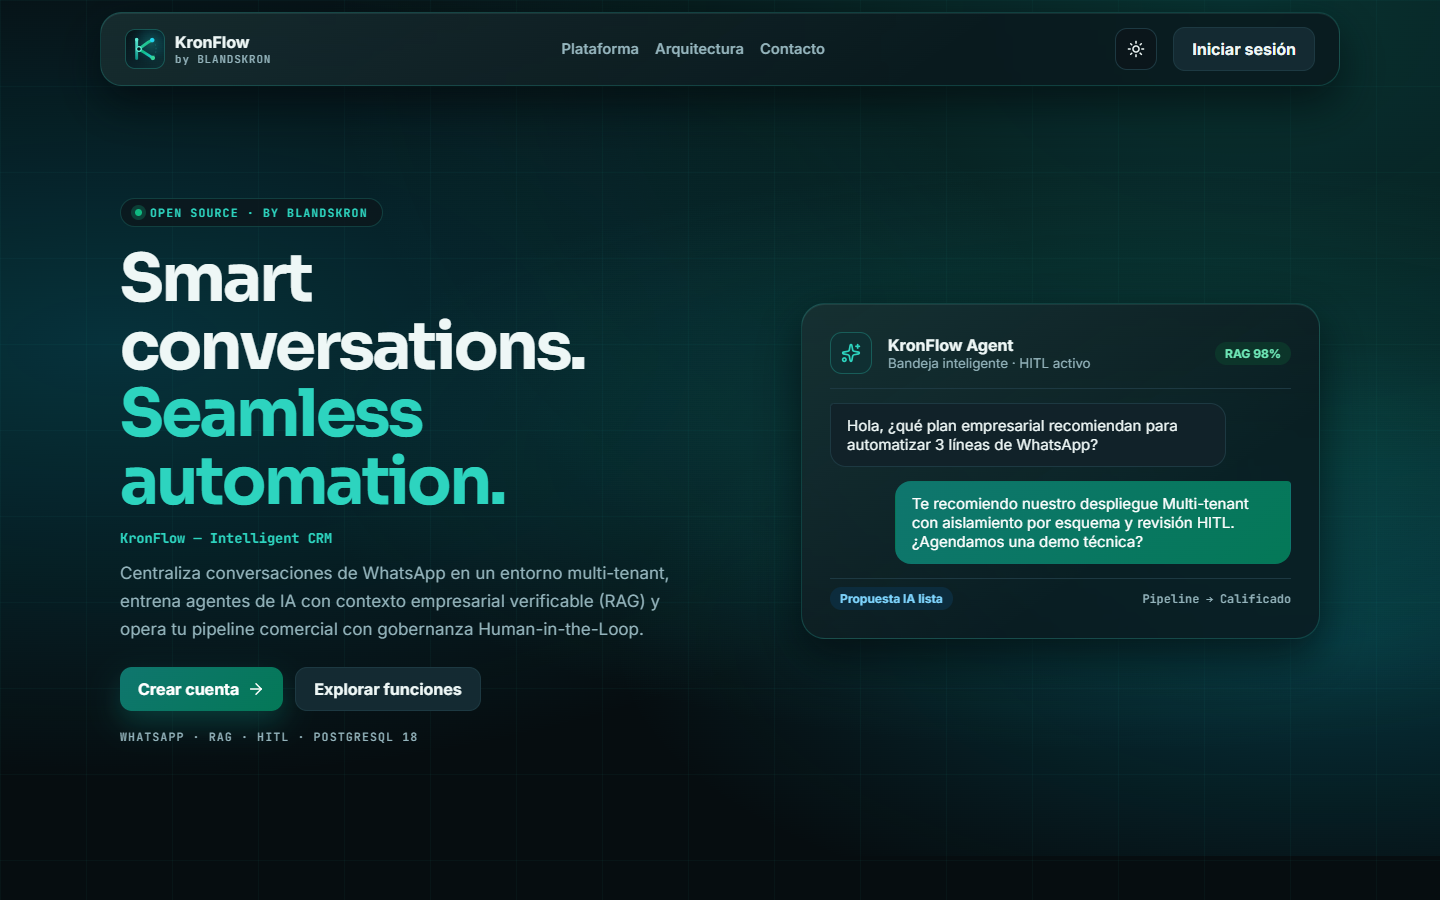 KronFlow
by BLANDSKRON
Plataforma Arquitectura Contacto
Iniciar sesión
OPEN SOURCE · BY BLANDSKRON
Smart
conversations.
Seamless
automation.
KronFlow — Intelligent CRM
Centraliza conversaciones de WhatsApp en un entorno multi-tenant,
entrena agentes de IA con contexto empresarial verificable (RAG) y
opera tu pipeline comercial con gobernanza Human-in-the-Loop.
Crear cuenta →
Explorar funciones
WHATSAPP · RAG · HITL · POSTGRESQL 18
KronFlow Agent
Bandeja inteligente · HITL activo
RAG 98%
Hola, ¿qué plan empresarial recomiendan para
automatizar 3 líneas de WhatsApp?
Te recomiendo nuestro despliegue Multi-tenant
con aislamiento por esquema y revisión HITL.
¿Agendamos una demo técnica?
Propuesta IA lista
Pipeline → Calificado